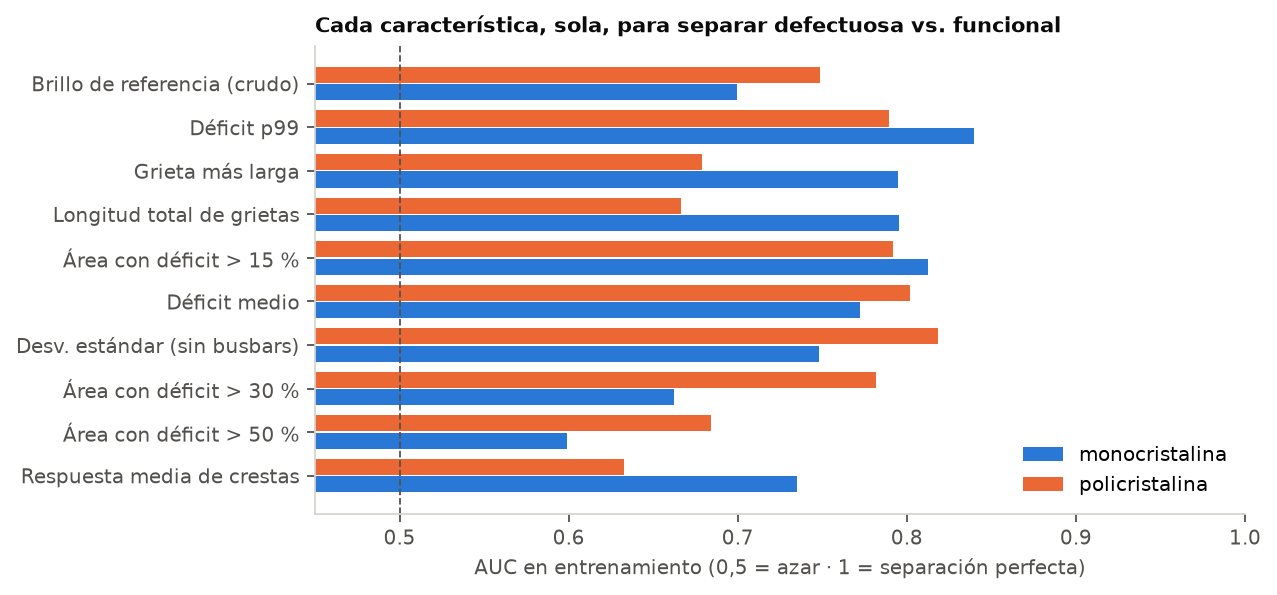 Cada característica, sola, para separar defectuosa vs. funcional
Brillo de referencia (crudo)
Déficit p99
Grieta más larga
Longitud total de grietas
Área con déficit > 15 %
Déficit medio
Desv. estándar (sin busbars)
Área con déficit > 30 %
Área con déficit > 50 %
Respuesta media de crestas
monocristalina
policristalina
0.5 0.6 0.7 0.8 0.9 1.0
AUC en entrenamiento (0,5 = azar · 1 = separación perfecta)